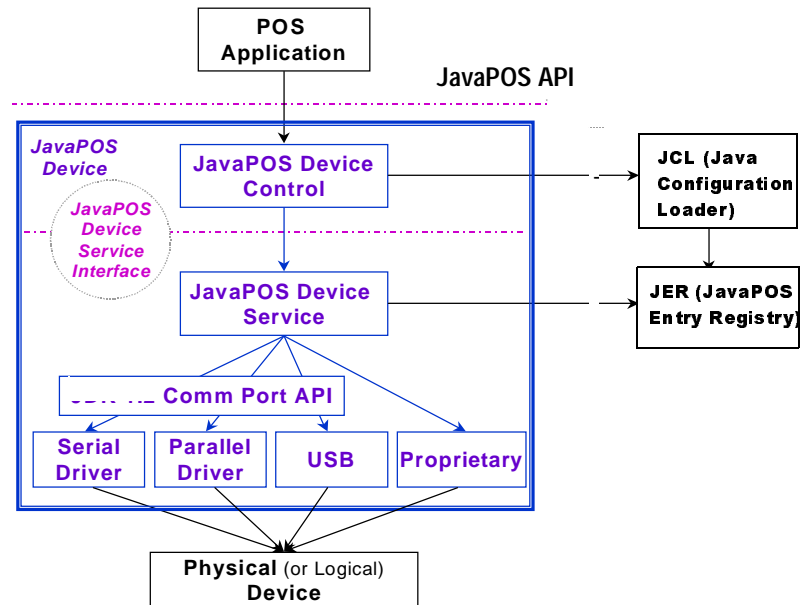 POS
Application
JavaPOS API
JavaPOS
Device
JavaPOS Device
Control
JCL (Java
Configuration
Loader)
JavaPOS
Device
Service
Interface
JavaPOS Device
Service
JER (JavaPOS
Entry Registry)
Comm Port API
Serial
Driver
Parallel
Driver
USB
Proprietary
Physical (or Logical)
Device